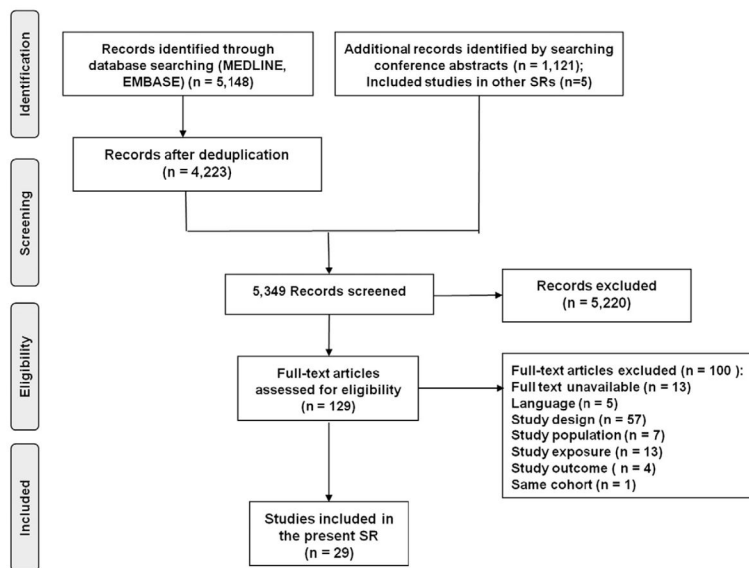 Identification
Records identified through
database searching (MEDLINE,
EMBASE) (n = 5,148)
Additional records identified by searching
conference abstracts (n = 1,121);
Included studies in other SRs (n=5)
Records after deduplication
(n = 4,223)
Screening
5,349 Records screened
Records excluded
(n = 5,220)
Eligibility
Full-text articles
assessed for eligibility
(n = 129)
Full-text articles excluded (n = 100 ):
Full text unavailable (n = 13)
Language (n = 5)
Study design (n = 57)
Study population (n = 7)
Study exposure (n = 13)
Study outcome ( n = 4)
Same cohort (n = 1)
Included
Studies included in
the present SR
(n = 29)